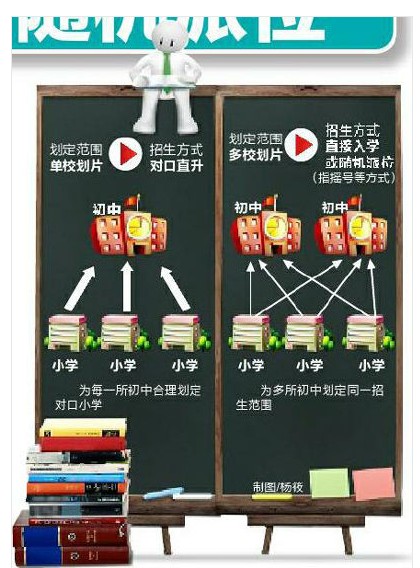 随机派位
划定范围
单校划片
招生方式
对口直升
初中
小学
小学
小学
为每一所初中合理划定
对口小学
划定范围
多校划片
招生方式
直接入学
或随机派位
(指摇号等方式)
初中
初中
小学
小学
小学
为多所初中划定同一招
生范围
制图/杨筱